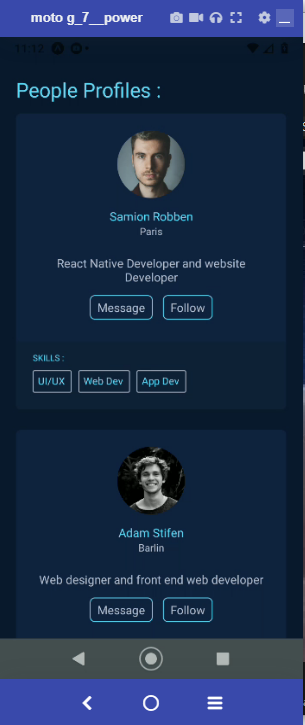 moto g_7__power
11:12
People Profiles :
Samion Robben
Paris
React Native Developer and website
Developer
Message Follow
SKILLS :
UI/UX Web Dev App Dev
Adam Stifen
Barlin
Web designer and front end web developer
Message Follow